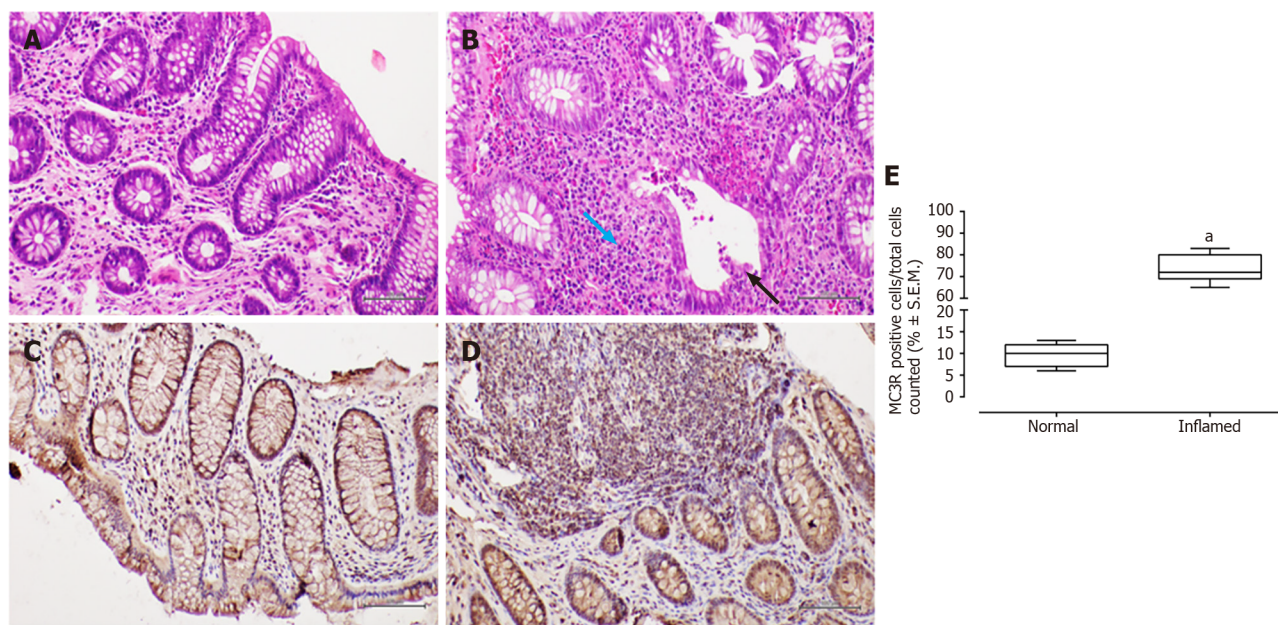 A
B
C
D
E
MC3R positive cells/total cells
counted (% ± S.E.M.)
100
90
80
70
60
20
15
10
5
0
a
Normal
Inflamed